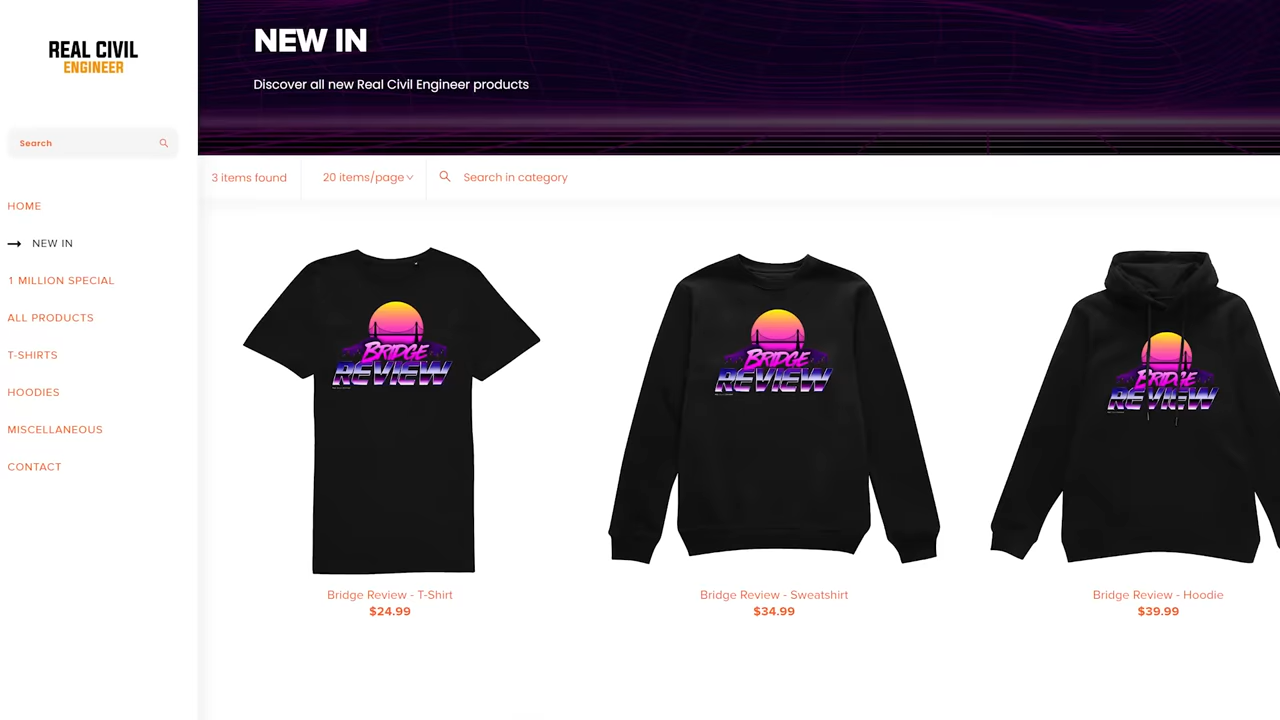 REAL CIVIL
ENGINEER
Search
HOME
NEW IN
1 MILLION SPECIAL
ALL PRODUCTS
T-SHIRTS
HOODIES
MISCELLANEOUS
CONTACT
NEW IN
Discover all new Real Civil Engineer products
3 items found
20 items/page
Search in category
BRIDGE
REVIEW
BRIDGE
REVIEW
BRIDGE
REVIEW
Bridge Review - T-Shirt
$24.99
Bridge Review - Sweatshirt
$34.99
Bridge Review - Hoodie
$39.99